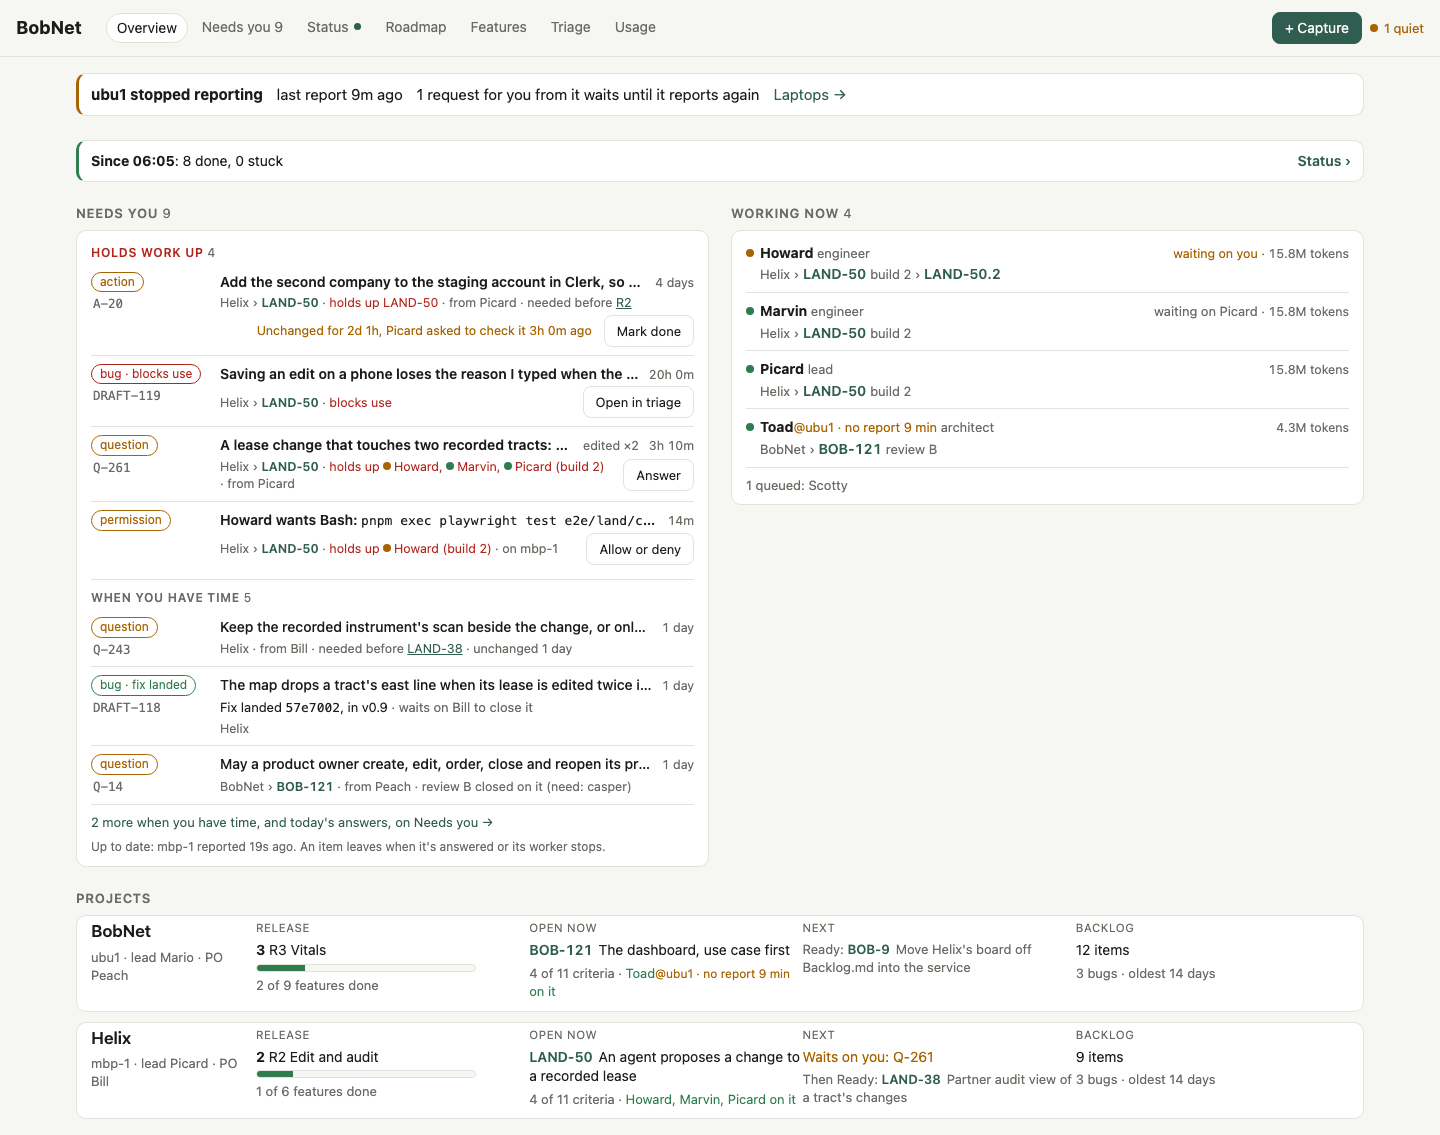 BobNet
Overview
Needs you 9
Status
Roadmap
Features
Triage
Usage
+ Capture
1 quiet
ubu1 stopped reporting last report 9m ago 1 request for you from it waits until it reports again Laptops →
Since 06:05: 8 done, 0 stuck
Status ›
NEEDS YOU 9
HOLDS WORK UP 4
action
A–20
Add the second company to the staging account in Clerk, so ... 4 days
Helix › LAND-50 · holds up LAND-50 · from Picard · needed before R2
Unchanged for 2d 1h, Picard asked to check it 3h 0m ago
Mark done
bug · blocks use
DRAFT–119
Saving an edit on a phone loses the reason I typed when the ... 20h 0m
Helix › LAND-50 · blocks use
Open in triage
question
Q–261
A lease change that touches two recorded tracts: ... edited ×2 3h 10m
Helix › LAND-50 · holds up Howard, Marvin, Picard (build 2)
· from Picard
Answer
permission
Howard wants Bash: pnpm exec playwright test e2e/land/c... 14m
Helix › LAND-50 · holds up Howard (build 2) · on mbp-1
Allow or deny
WHEN YOU HAVE TIME 5
question
Q–243
Keep the recorded instrument's scan beside the change, or onl... 1 day
Helix · from Bill · needed before LAND-38 · unchanged 1 day
bug · fix landed
DRAFT–118
The map drops a tract's east line when its lease is edited twice i... 1 day
Fix landed 57e7002, in v0.9 · waits on Bill to close it
Helix
question
Q–14
May a product owner create, edit, order, close and reopen its pr... 1 day
BobNet › BOB-121 · from Peach · review B closed on it (need: casper)
2 more when you have time, and today's answers, on Needs you →
Up to date: mbp-1 reported 19s ago. An item leaves when it's answered or its worker stops.
WORKING NOW 4
Howard engineer
waiting on you · 15.8M tokens
Helix › LAND-50 build 2 › LAND-50.2
Marvin engineer
waiting on Picard · 15.8M tokens
Helix › LAND-50 build 2
Picard lead
15.8M tokens
Helix › LAND-50 build 2
Toad@ubu1 · no report 9 min architect
4.3M tokens
BobNet › BOB-121 review B
1 queued: Scotty
PROJECTS
BobNet
ubu1 · lead Mario · PO
Peach
RELEASE
3 R3 Vitals
2 of 9 features done
OPEN NOW
BOB-121 The dashboard, use case first
4 of 11 criteria · Toad@ubu1 · no report 9 min
on it
NEXT
Ready: BOB-9 Move Helix's board off
Backlog.md into the service
BACKLOG
12 items
3 bugs · oldest 14 days
Helix
mbp-1 · lead Picard · PO
Bill
RELEASE
2 R2 Edit and audit
1 of 6 features done
OPEN NOW
LAND-50 An agent proposes a change to
a recorded lease
4 of 11 criteria · Howard, Marvin, Picard on it
NEXT
Waits on you: Q-261
Then Ready: LAND-38 Partner audit view of
a tract's changes
BACKLOG
9 items
3 bugs · oldest 14 days